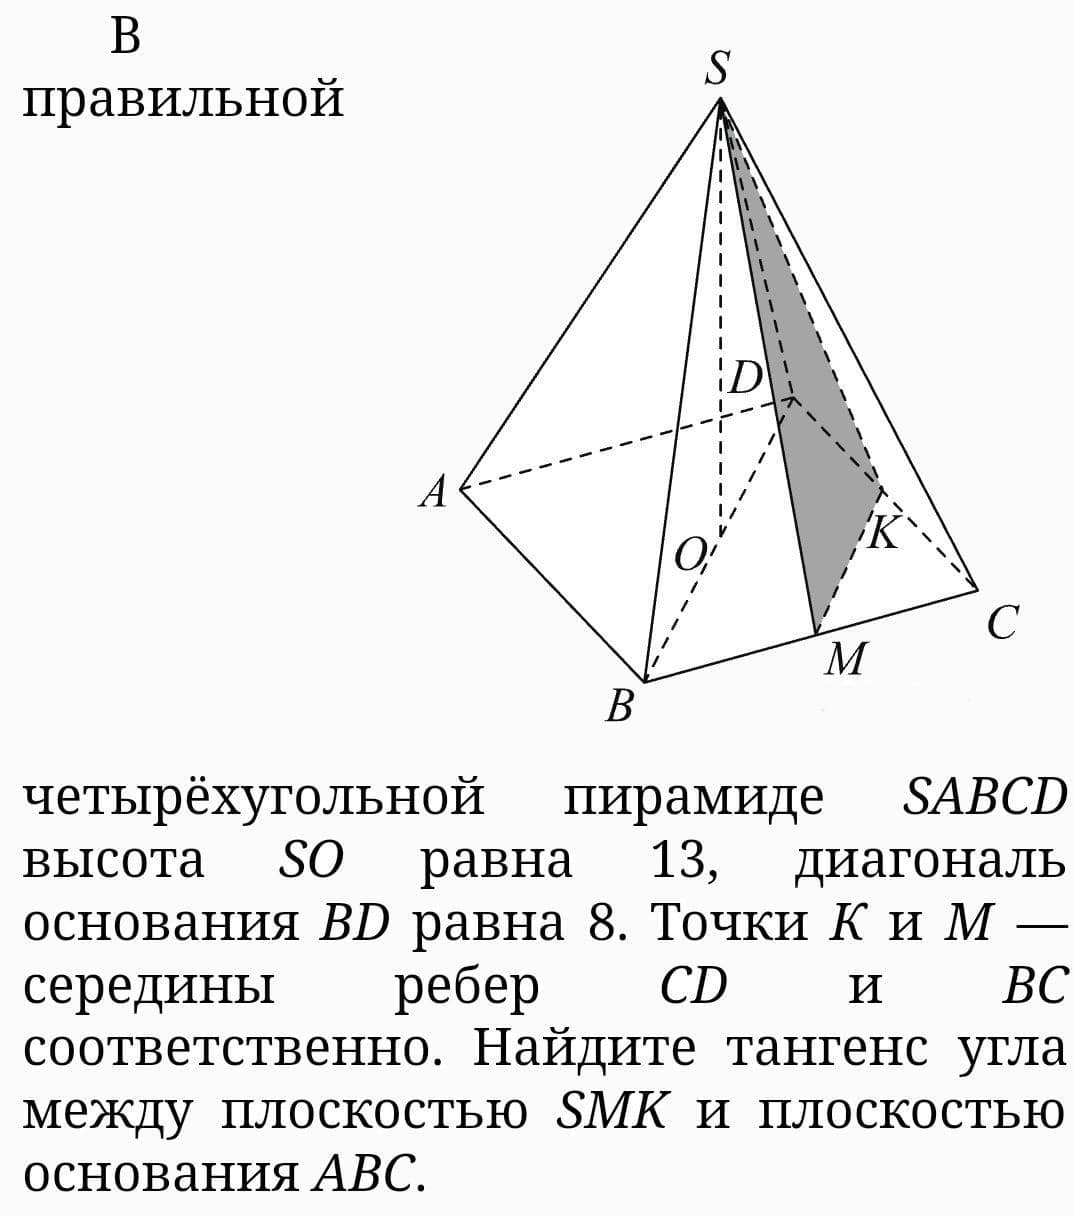 В
правильной
S
D
A
K
O
C
M
B
четырёхугольной пирамиде SABCD
высота SO равна 13, диагональ
основания BD равна 8. Точки K и M —
середины ребер CD и BC
соответственно. Найдите тангенс угла
между плоскостью SMK и плоскостью
основания ABC.